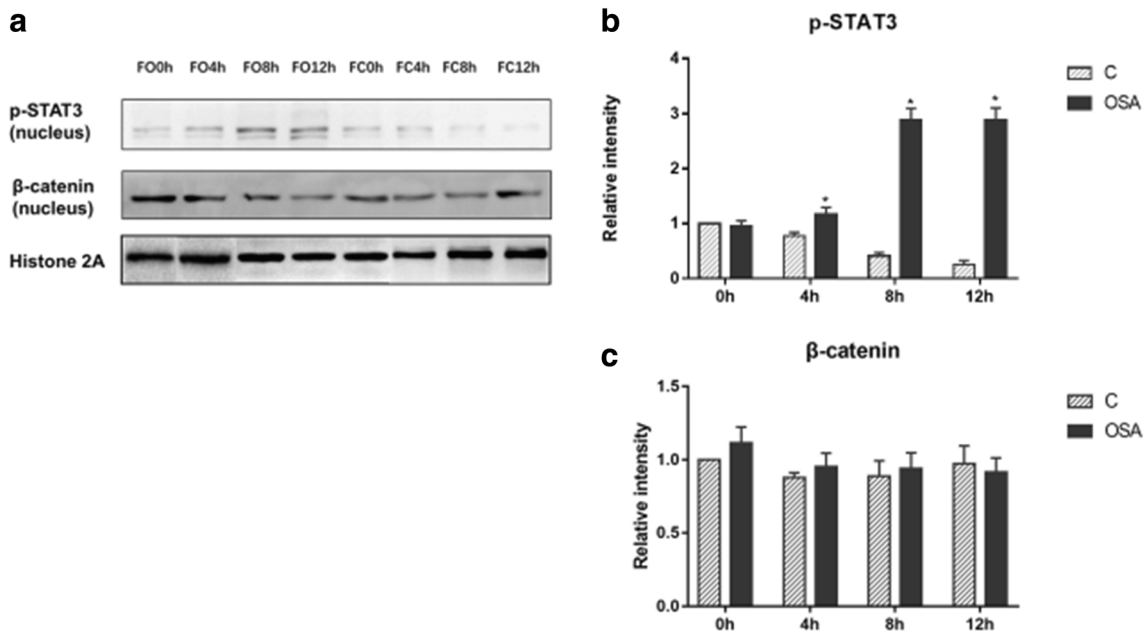 a
FO0h FO4h FO8h FO12h FC0h FC4h FC8h FC12h
p-STAT3
(nucleus)
β-catenin
(nucleus)
Histone 2A
b
p-STAT3
Relative intensity
4
3
2
1
0
* * *
0h 4h 8h 12h
C
OSA
c
β-catenin
Relative intensity
1.5
1.0
0.5
0.0
0h 4h 8h 12h
C
OSA